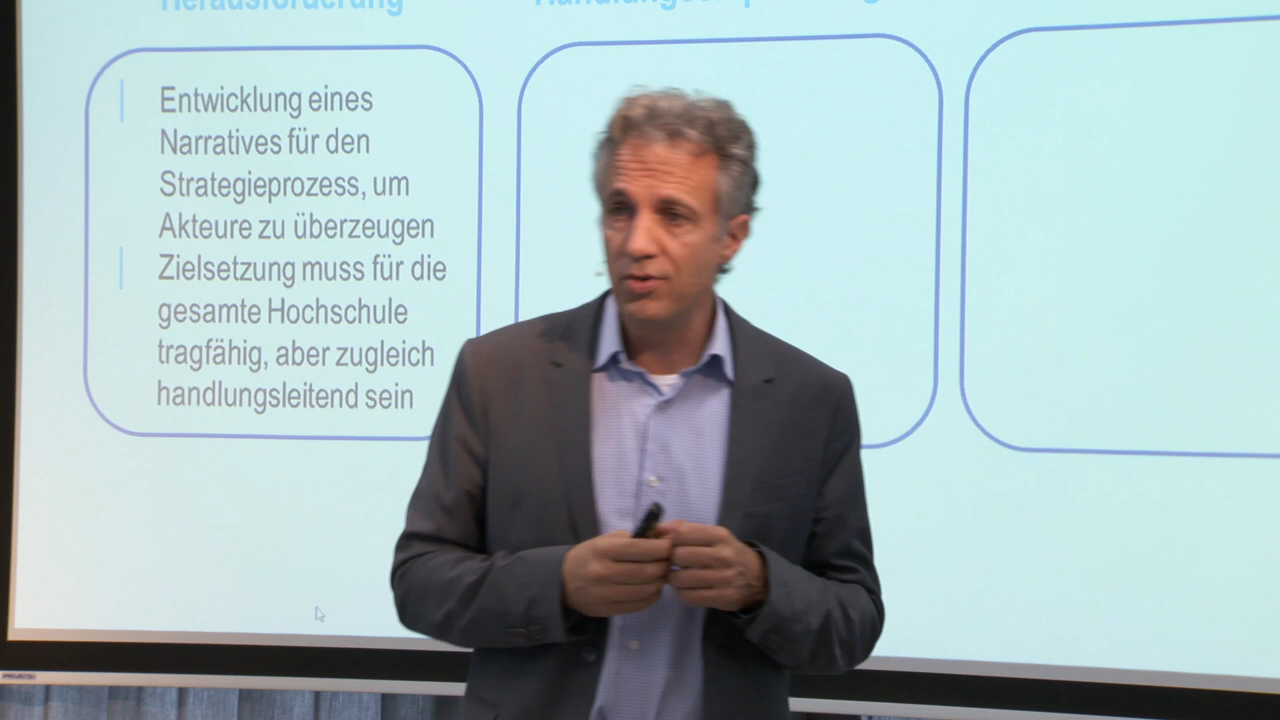 Herausforderung
Entwicklung eines
Narratives für den
Strategieprozess, um
Akteure zu überzeugen
Zielsetzung muss für die
gesamte Hochschule
tragfähig, aber zugleich
handlungsleitend sein